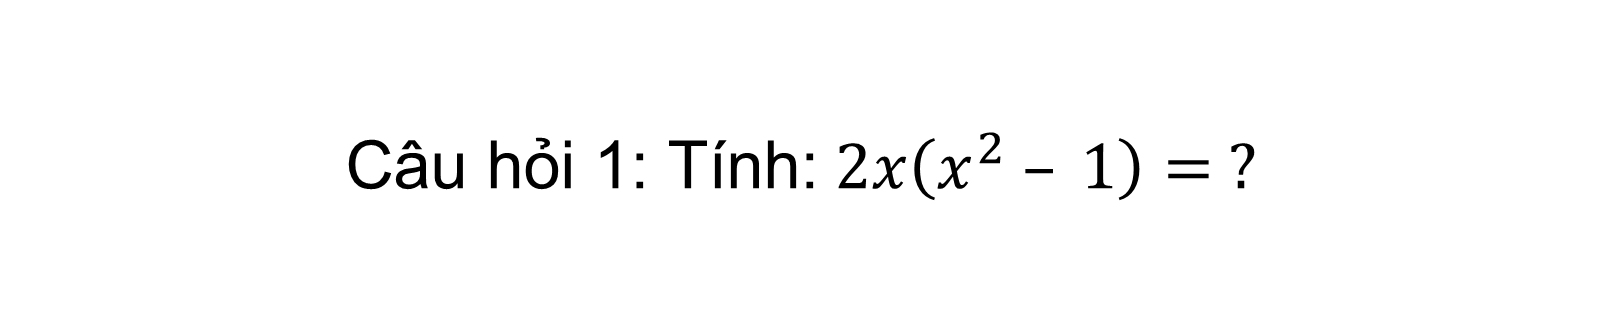 Câu hỏi 1: Tính: 2x(x² – 1) = ?